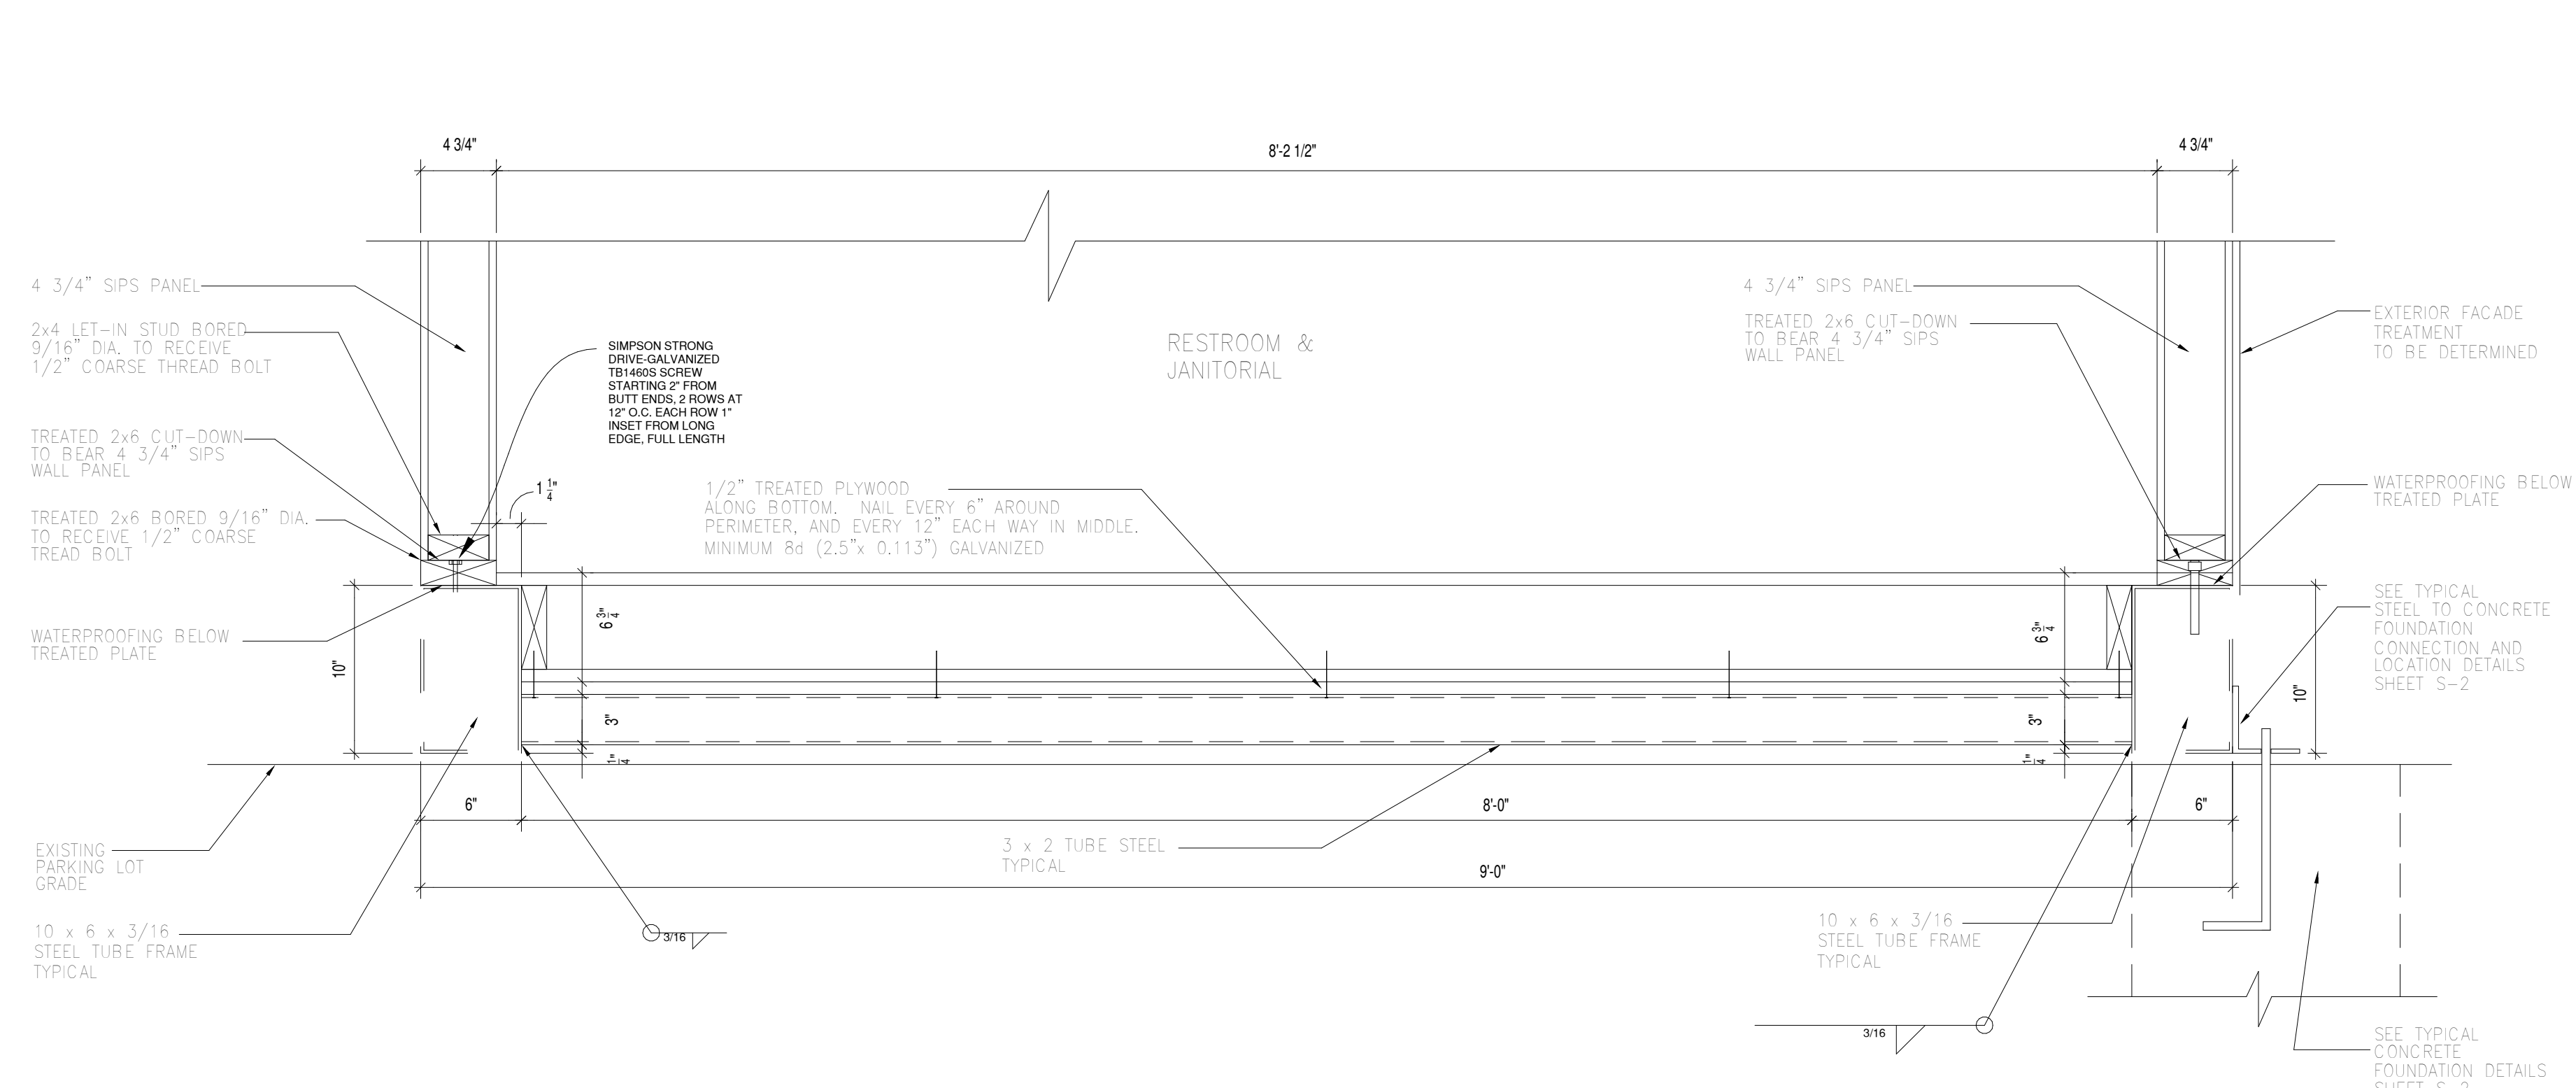 4 3/4"
8'-2 1/2"
4 3/4"
4 3/4" SIPS PANEL
2x4 LET-IN STUD BORED
9/16" DIA. TO RECEIVE
1/2" COARSE THREAD BOLT
TREATED 2x6 CUT-DOWN
TO BEAR 4 3/4" SIPS
WALL PANEL
TREATED 2x6 BORED 9/16" DIA.
TO RECEIVE 1/2" COARSE
TREAD BOLT
WATERPROOFING BELOW
TREATED PLATE
10"
EXISTING
PARKING LOT
GRADE
10 x 6 x 3/16
STEEL TUBE FRAME
TYPICAL
SIMPSON STRONG
DRIVE-GALVANIZED
TB1460S SCREW
STARTING 2" FROM
BUTT ENDS, 2 ROWS AT
12" O.C. EACH ROW 1"
INSET FROM LONG
EDGE, FULL LENGTH
1 1/4"
1/2" TREATED PLYWOOD
ALONG BOTTOM. NAIL EVERY 6" AROUND
PERIMETER, AND EVERY 12" EACH WAY IN MIDDLE.
MINIMUM 8d (2.5"x 0.113") GALVANIZED
RESTROOM &
JANITORIAL
6 3/4"
3"
1/4"
6"
8'-0"
6"
3 x 2 TUBE STEEL
TYPICAL
9'-0"
3/16
4 3/4" SIPS PANEL
TREATED 2x6 CUT-DOWN
TO BEAR 4 3/4" SIPS
WALL PANEL
6 3/4"
3"
1/4"
10"
10 x 6 x 3/16
STEEL TUBE FRAME
TYPICAL
3/16
EXTERIOR FACADE
TREATMENT
TO BE DETERMINED
WATERPROOFING BELOW
TREATED PLATE
SEE TYPICAL
STEEL TO CONCRETE
FOUNDATION
CONNECTION AND
LOCATION DETAILS
SHEET S-2
SEE TYPICAL
CONCRETE
FOUNDATION DETAILS
SHEET S-2